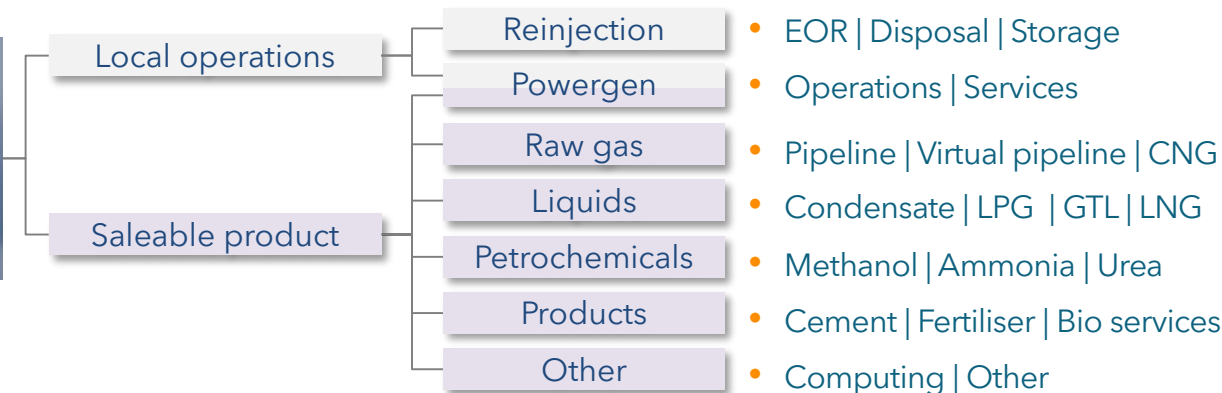 Local operations
Saleable product
Reinjection • EOR | Disposal | Storage
Powergen • Operations | Services
Raw gas • Pipeline | Virtual pipeline | CNG
Liquids • Condensate | LPG | GTL | LNG
Petrochemicals • Methanol | Ammonia | Urea
Products • Cement | Fertiliser | Bio services
Other • Computing | Other